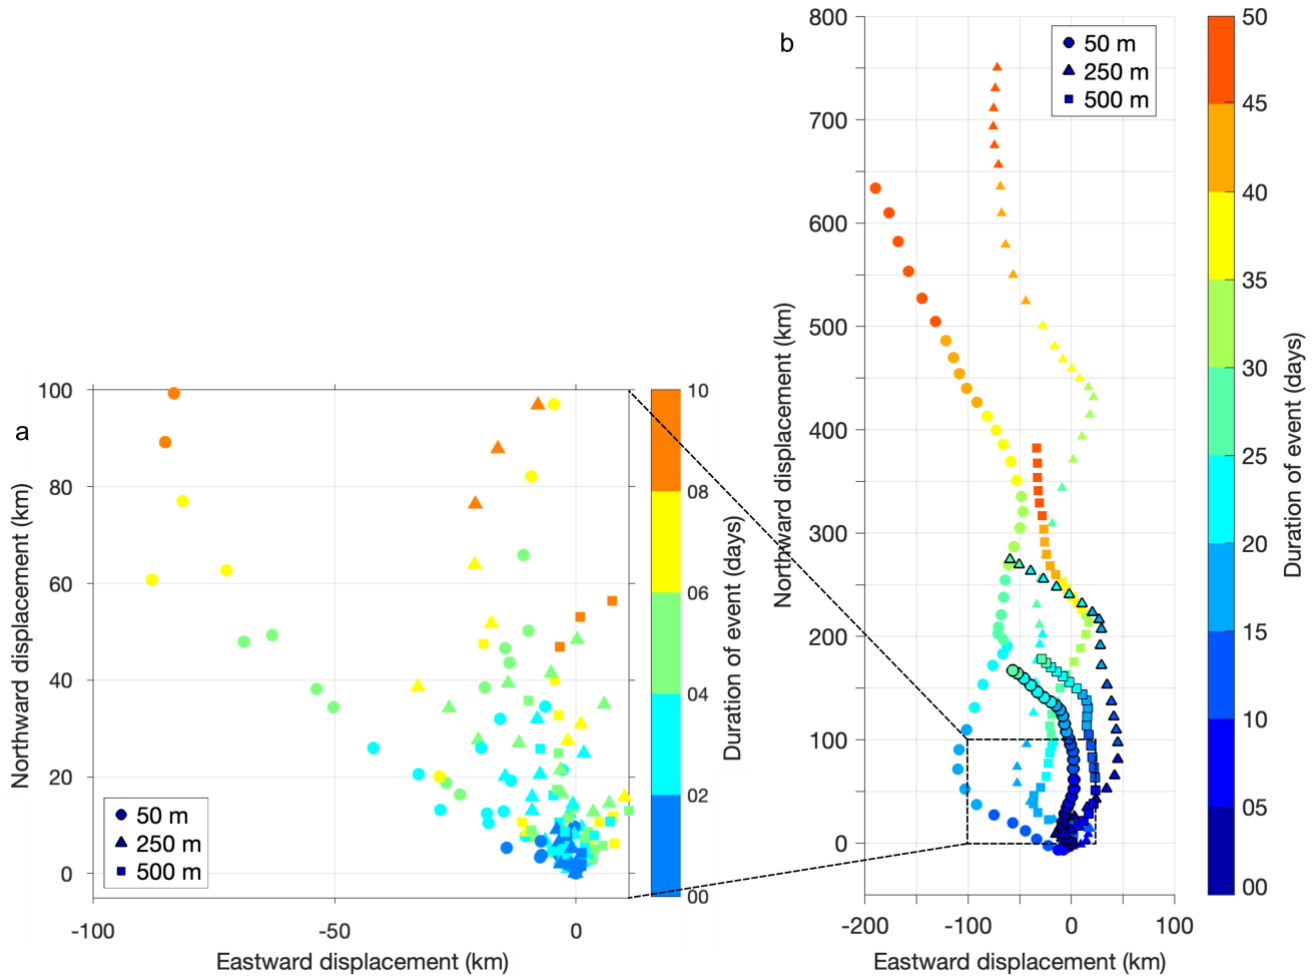 a
100
80
60
40
20
0
Northward displacement (km)
-100
-50
0
Eastward displacement (km)
50 m
250 m
500 m
10
08
06
04
02
00
Duration of event (days)
b
800
700
600
500
400
300
200
100
0
Northward displacement (km)
-200
-100
0
100
Eastward displacement (km)
50 m
250 m
500 m
50
45
40
35
30
25
20
15
10
05
00
Duration of event (days)